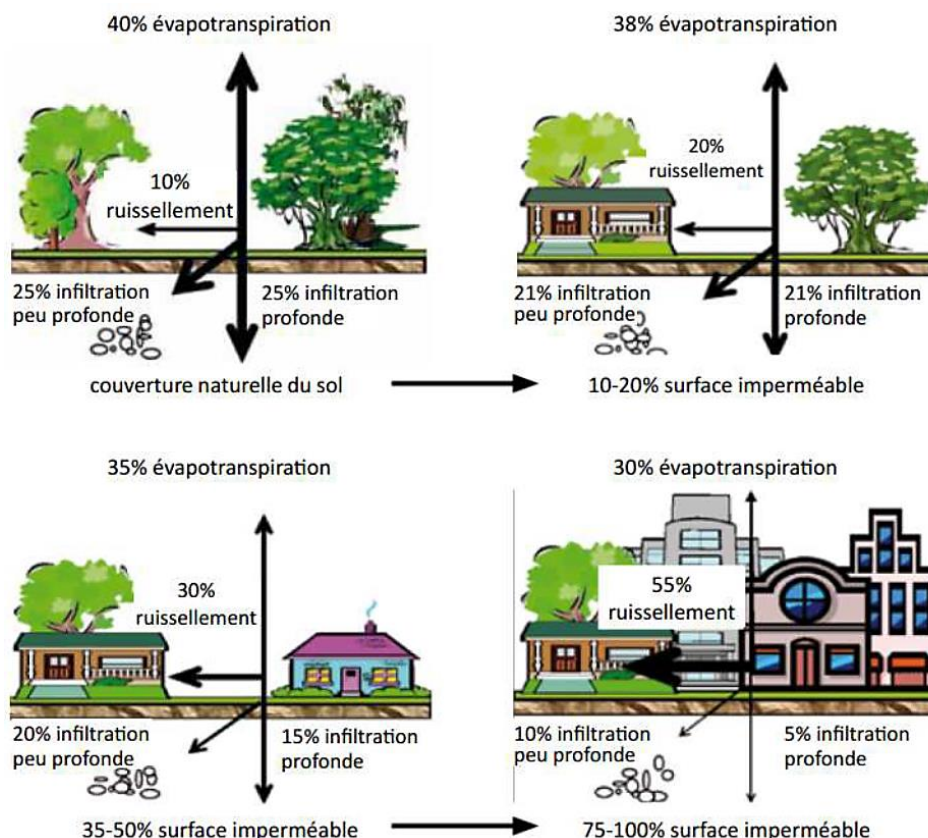 40% évapotranspiration
10%
ruissellement
25% infiltration
peu profonde
25% infiltration
profonde
couverture naturelle du sol
38% évapotranspiration
20%
ruissellement
21% infiltration
peu profonde
21% infiltration
profonde
10-20% surface imperméable
35% évapotranspiration
30%
ruissellement
20% infiltration
peu profonde
15% infiltration
profonde
35-50% surface imperméable
30% évapotranspiration
55%
ruissellement
10% infiltration
peu profonde
5% infiltration
profonde
75-100% surface imperméable